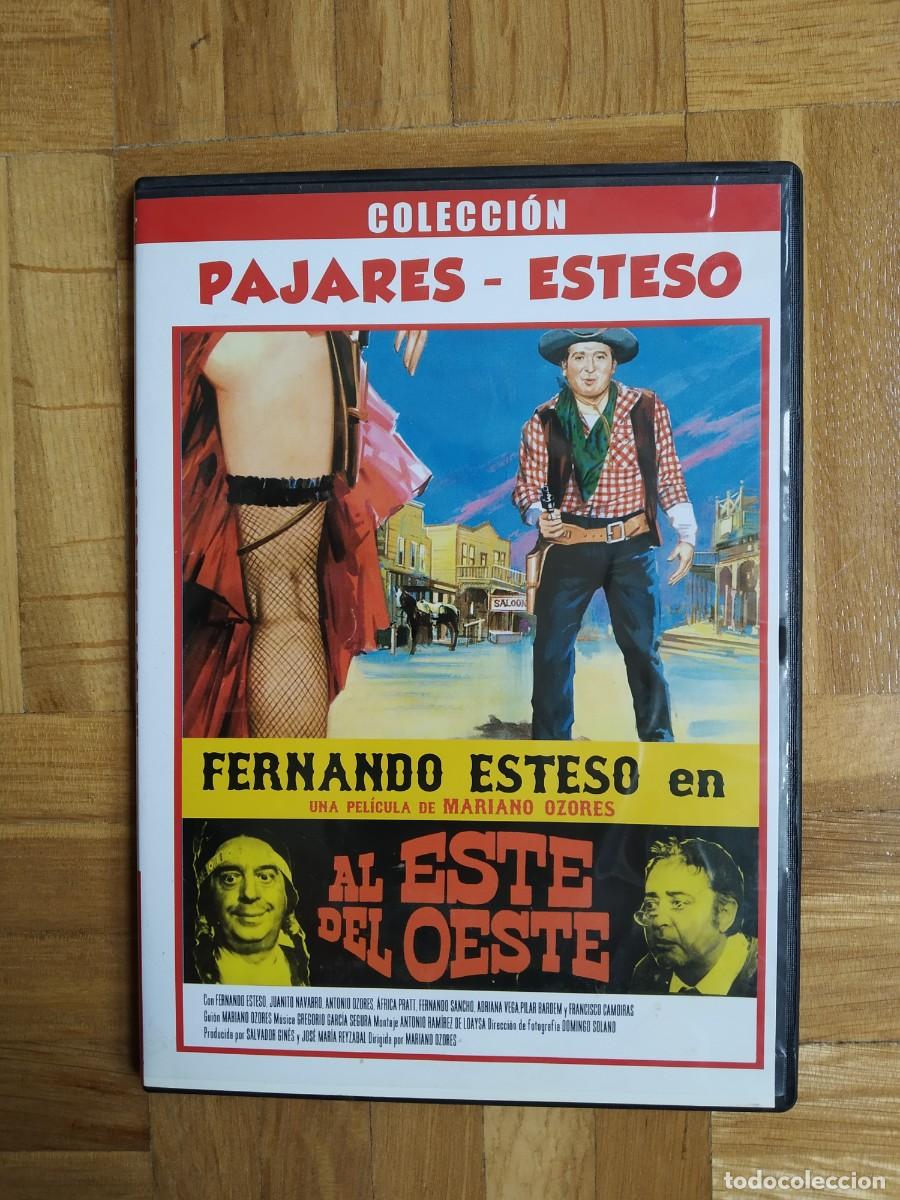 COLECCIÓN
PAJARES - ESTESO
SALOON
FERNANDO ESTESO en
UNA PELÍCULA DE MARIANO OZORES
AL ESTE
DEL OESTE
Con FERNANDO ESTESO, JUANITO NAVARRO, ANTONIO OZORES, ÁFRICA PRATT, FERNANDO SANCHO, ADRIANA VEGA, PILAR BARDEM y FRANCISCO CAMOIRAS
Guión MARIANO OZORES Música GREGORIO GARCÍA SEGURA Montaje ANTONIO RAMÍREZ DE LOAYSA Dirección de Fotografía DOMINGO SOLANO
Producida por SALVADOR GINÉS y JOSÉ MARÍA REYZABAL Dirigida por MARIANO OZORES
todocoleccion